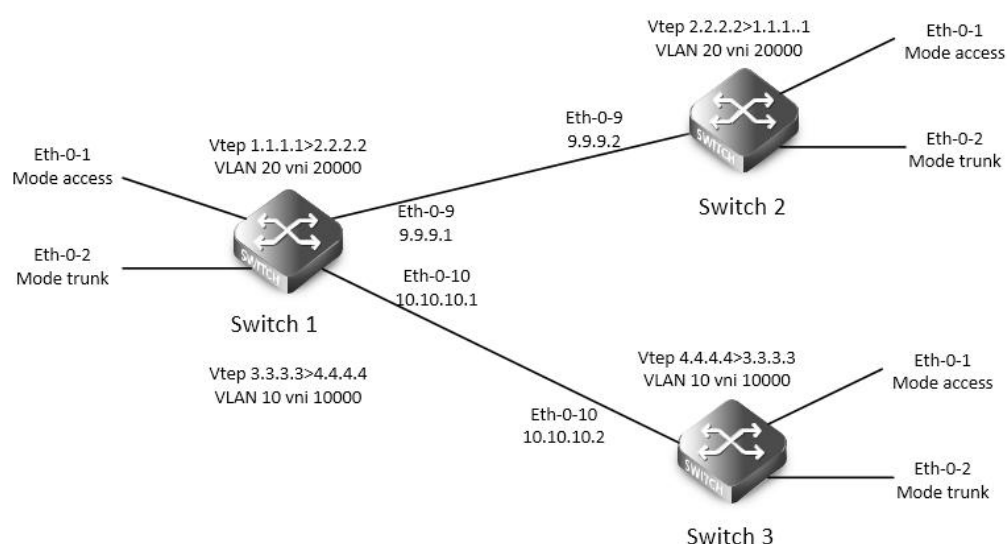 Vtep 2.2.2.2>1.1.1..1
VLAN 20 vni 20000
Eth-0-1
Mode access
Eth-0-9
9.9.9.2
SWITCH
Eth-0-2
Mode trunk
Switch 2
Vtep 1.1.1.1>2.2.2.2
VLAN 20 vni 20000
Eth-0-1
Mode access
Eth-0-9
9.9.9.1
Eth-0-2
Mode trunk
SWITCH
Eth-0-10
10.10.10.1
Switch 1
Vtep 3.3.3.3>4.4.4.4
VLAN 10 vni 10000
Vtep 4.4.4.4>3.3.3.3
VLAN 10 vni 10000
Eth-0-1
Mode access
Eth-0-10
10.10.10.2
SWITCH
Eth-0-2
Mode trunk
Switch 3